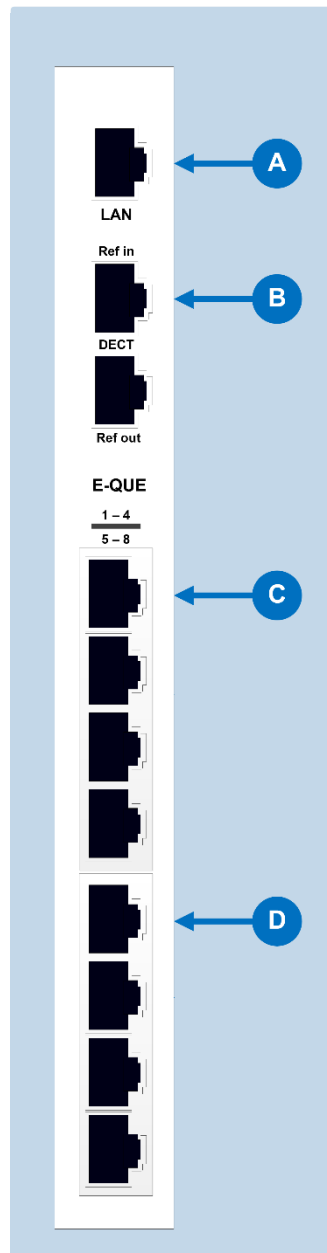 A
LAN
Ref in
B
DECT
Ref out
E-QUE
1 – 4
5 – 8
C
D